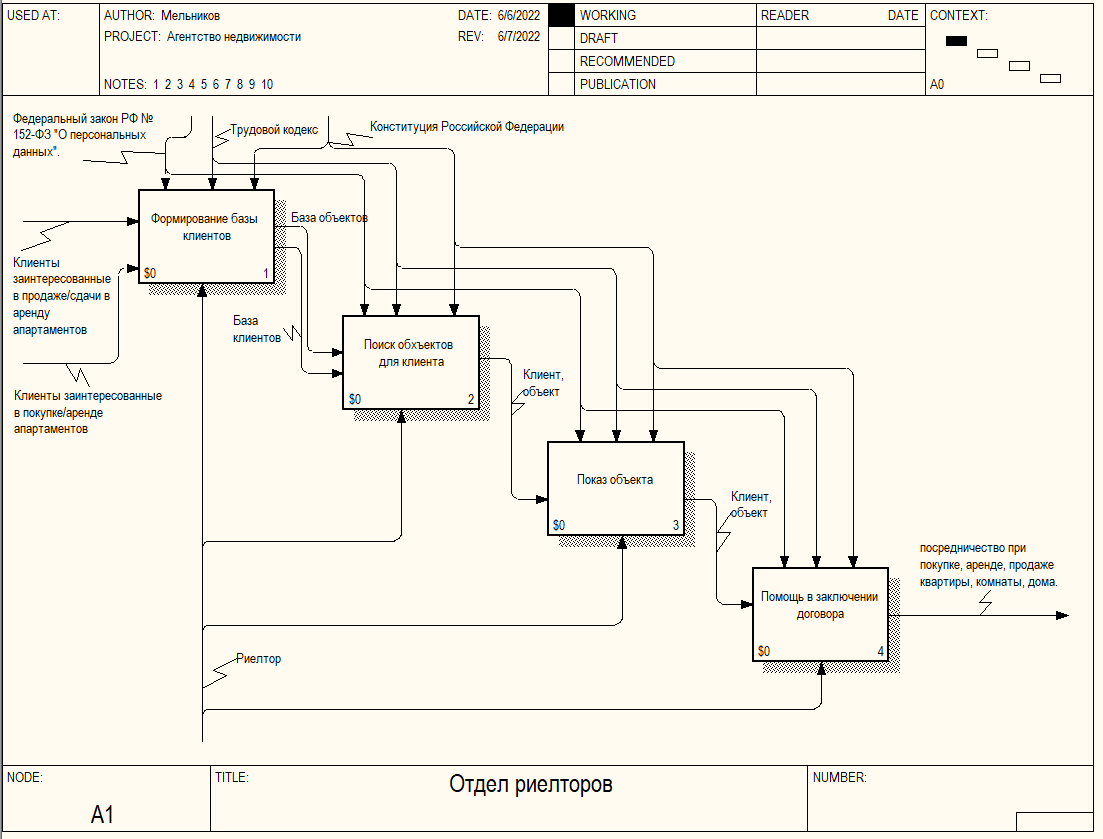 USED AT:
AUTHOR: Мельников
DATE: 6/6/2022
PROJECT: Агентство недвижимости
REV: 6/7/2022
NOTES: 1 2 3 4 5 6 7 8 9 10
WORKING
DRAFT
RECOMMENDED
PUBLICATION
READER DATE
CONTEXT:
A0
Федеральный закон РФ №
152-ФЗ "О персональных
данных".
Трудовой кодекс
Конституция Российской Федерации
Формирование базы
клиентов
$0 1
База объектов
Клиенты
заинтересованные
в продаже/сдачи в
аренду
апартаментов
База
клиентов
Клиенты заинтересованные
в покупке/аренде
апартаментов
Поиск обхъектов
для клиента
$0 2
Клиент,
объект
Показ объекта
$0 3
Клиент,
объект
Помощь в заключении
договора
$0 4
посредничество при
покупке, аренде, продаже
квартиры, комнаты, дома.
Риелтор
NODE:
A1
TITLE:
Отдел риелторов
NUMBER: